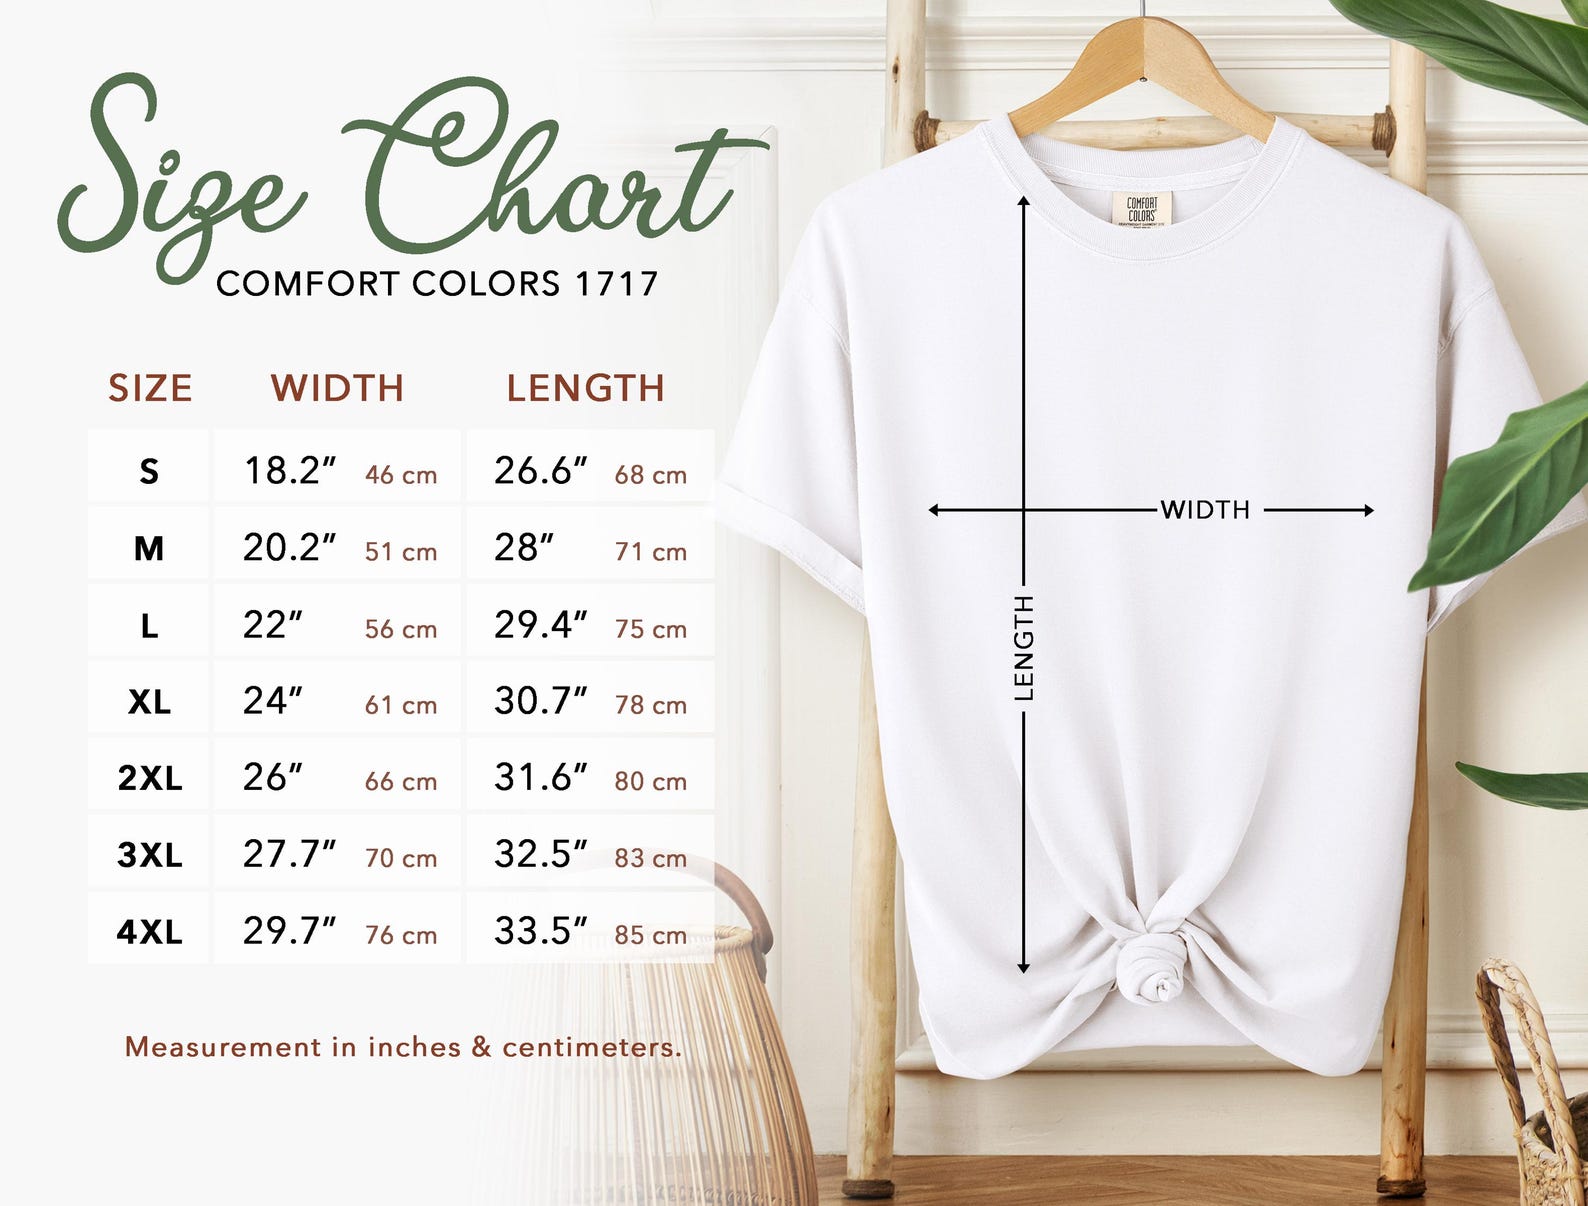 Size Chart
COMFORT COLORS 1717
SIZE WIDTH LENGTH
S 18.2” 46 cm 26.6” 68 cm
M 20.2” 51 cm 28” 71 cm
L 22” 56 cm 29.4” 75 cm
XL 24” 61 cm 30.7” 78 cm
2XL 26” 66 cm 31.6” 80 cm
3XL 27.7” 70 cm 32.5” 83 cm
4XL 29.7” 76 cm 33.5” 85 cm
Measurement in inches & centimeters.
COMFORT
COLORS
WIDTH
LENGTH